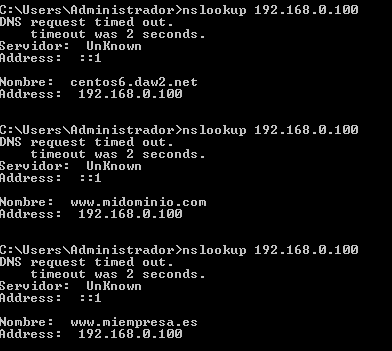 C:\Users\Administrador>nslookup 192.168.0.100
DNS request timed out.
    timeout was 2 seconds.
Servidor:  UnKnown
Address:  ::1

Nombre:  centos6.daw2.net
Address:  192.168.0.100

C:\Users\Administrador>nslookup 192.168.0.100
DNS request timed out.
    timeout was 2 seconds.
Servidor:  UnKnown
Address:  ::1

Nombre:  www.midominio.com
Address:  192.168.0.100

C:\Users\Administrador>nslookup 192.168.0.100
DNS request timed out.
    timeout was 2 seconds.
Servidor:  UnKnown
Address:  ::1

Nombre:  www.miempresa.es
Address:  192.168.0.100